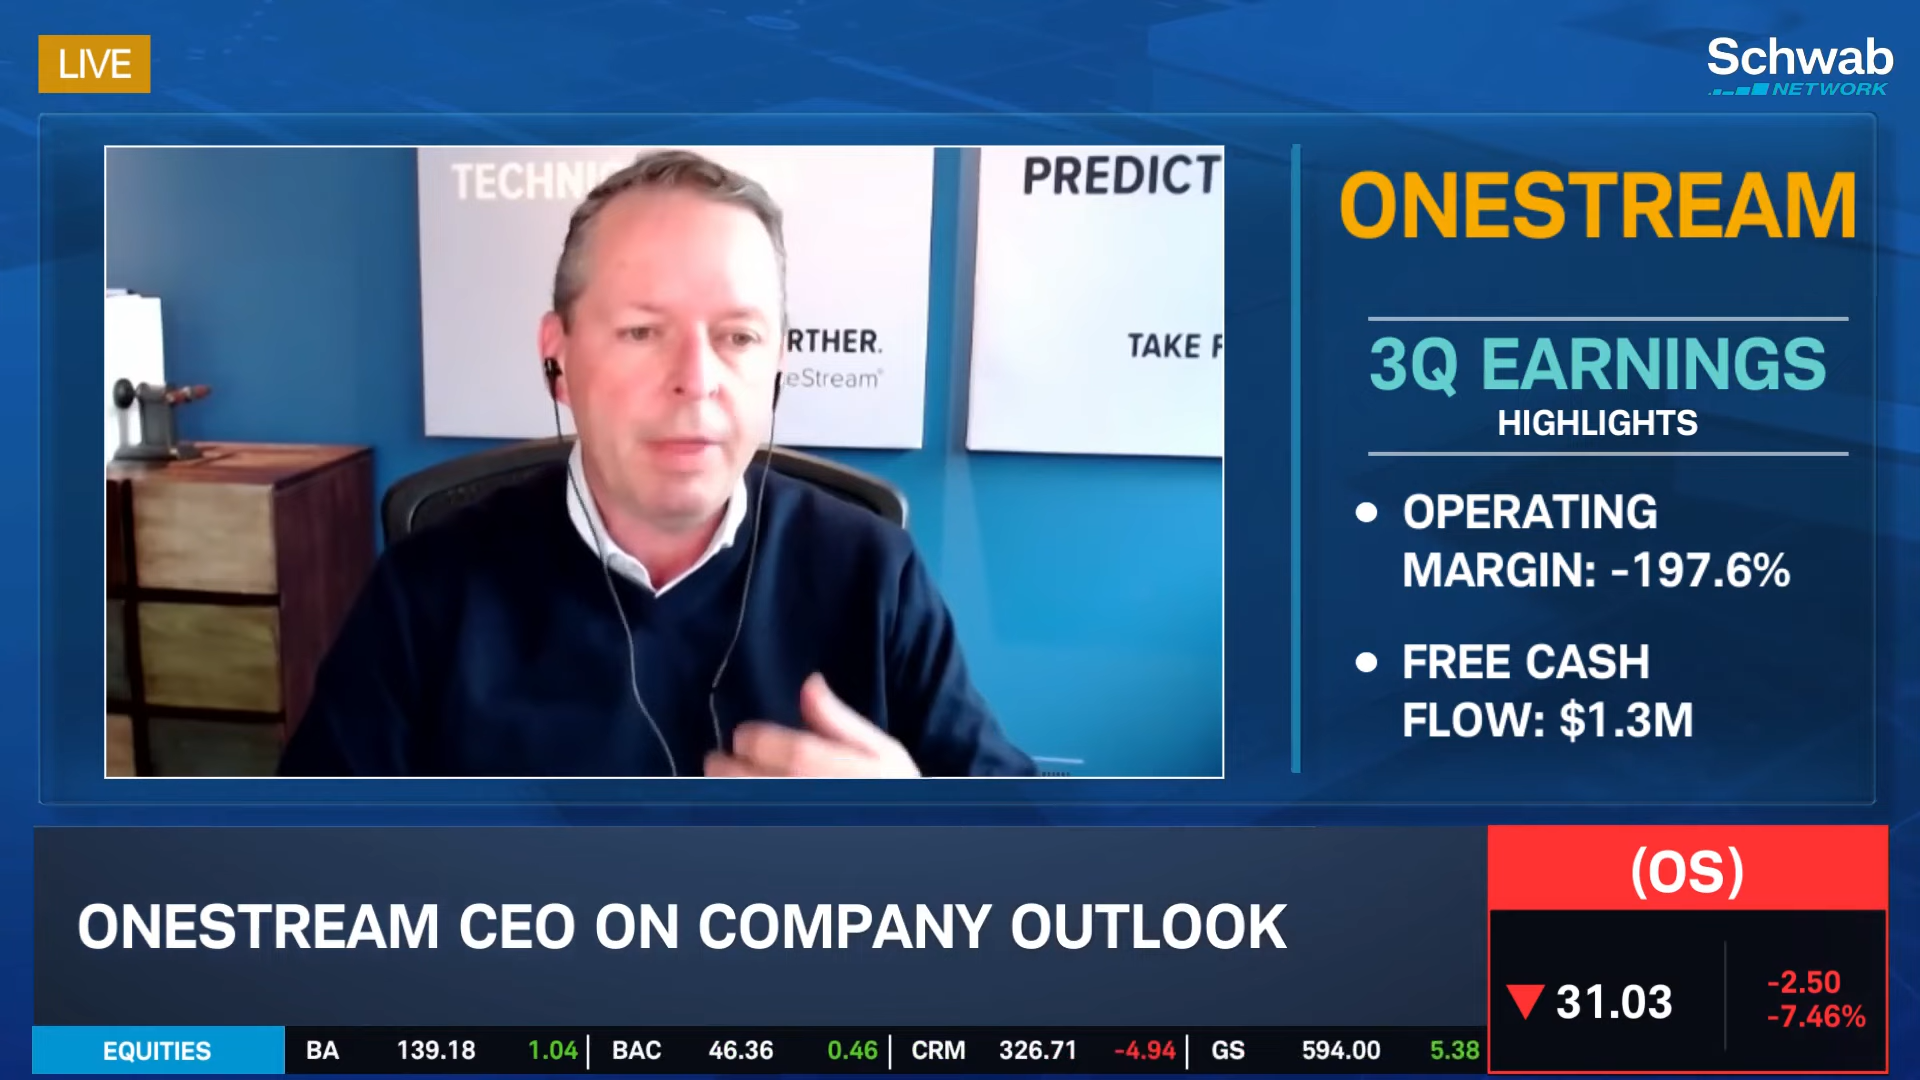 LIVE
Schwab
NETWORK
TECHNI
PREDICT
RTHER.
eStream®
TAKE F
ONESTREAM
3Q EARNINGS
HIGHLIGHTS
• OPERATING
MARGIN: -197.6%
• FREE CASH
FLOW: $1.3M
ONESTREAM CEO ON COMPANY OUTLOOK
(OS)
▼ 31.03
-2.50
-7.46%
EQUITIES BA 139.18 1.04 | BAC 46.36 0.46 | CRM 326.71 -4.94 | GS 594.00 5.38